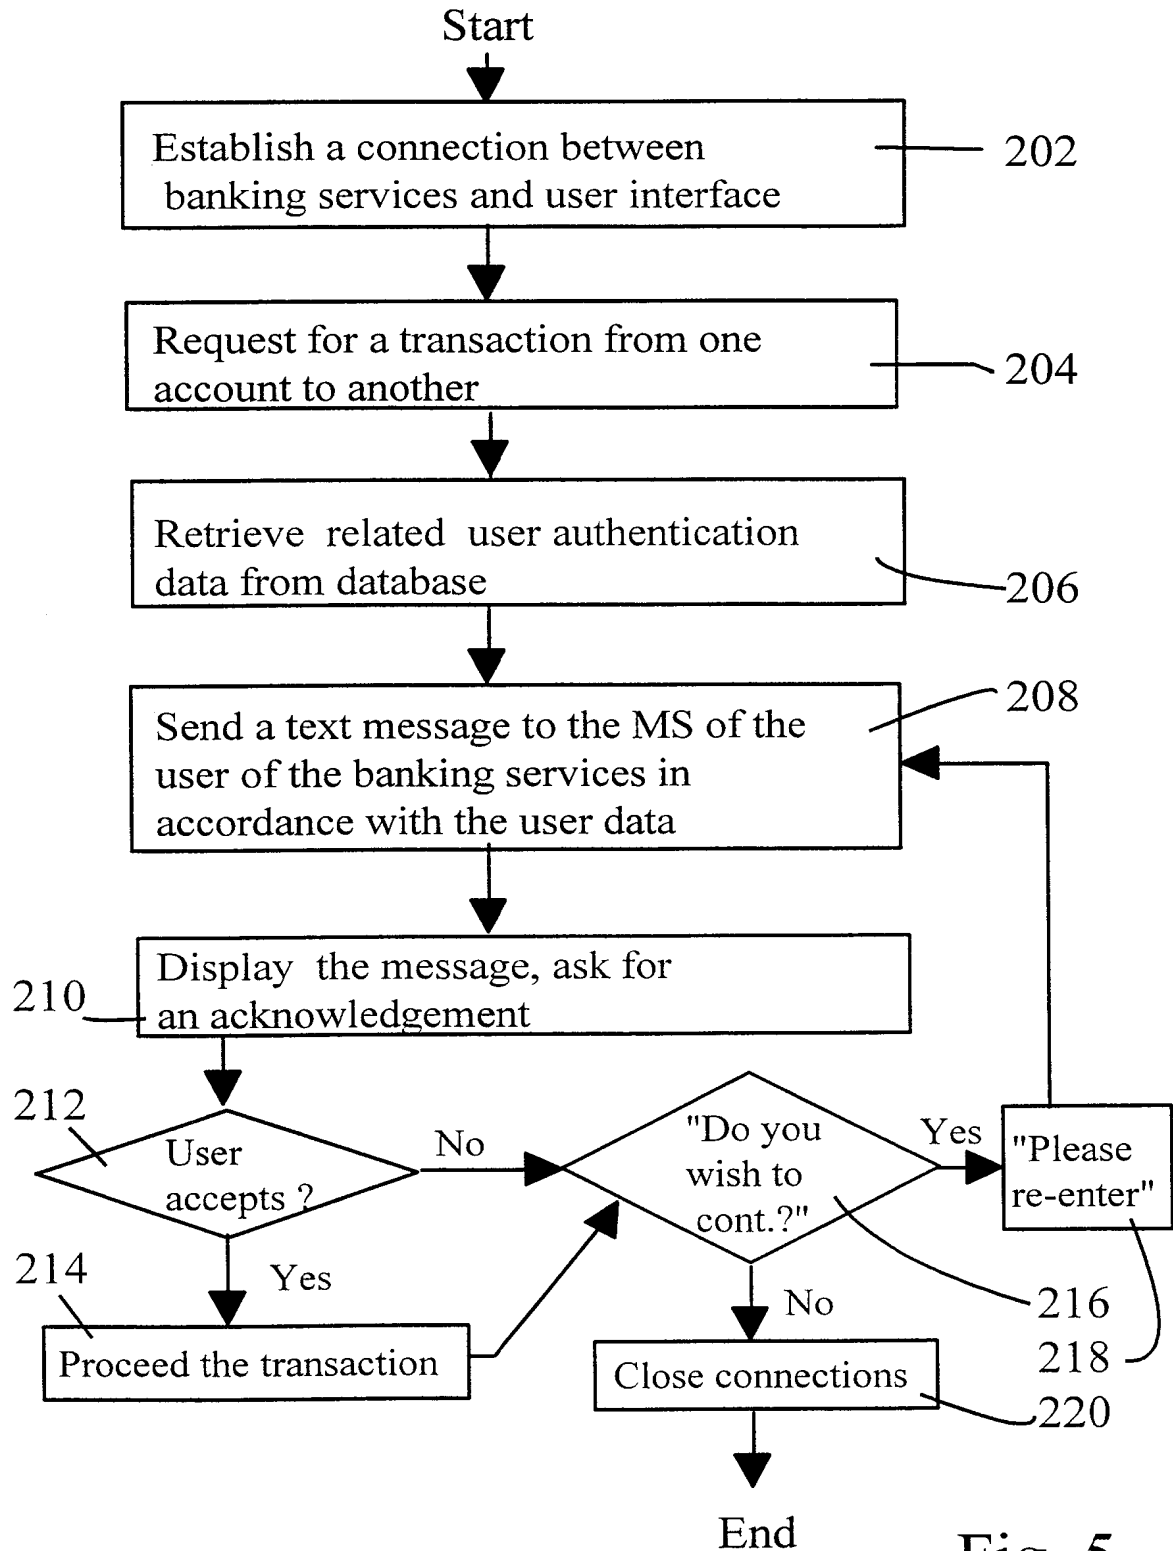 Start
Establish a connection between
banking services and user interface
202
Request for a transaction from one
account to another
204
Retrieve related user authentication
data from database
206
Send a text message to the MS of the
user of the banking services in
accordance with the user data
208
Display the message, ask for
an acknowledgement
210
212
User
accepts ?
No
"Do you
wish to
cont.?"
Yes
"Please
re-enter"
214
Yes
Proceed the transaction
No
216
218
Close connections
220
End
Fig. 5